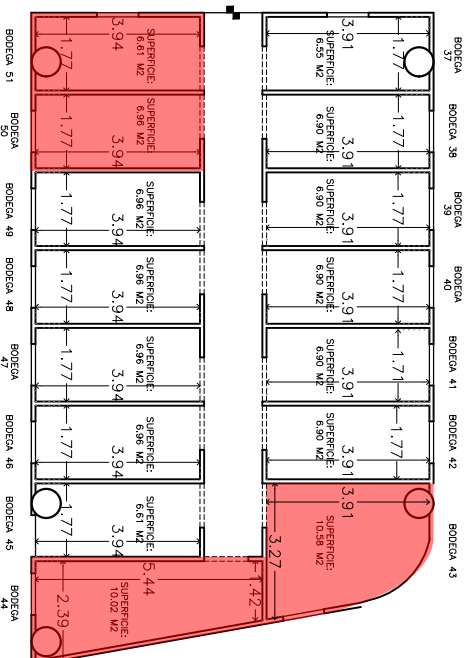 BODEGA 51
3.94
1.77
SUPERFICIE:
6.61 M2
BODEGA
50
3.94
1.77
SUPERFICIE:
6.96 M2
BODEGA 49
3.94
1.77
SUPERFICIE:
6.96 M2
BODEGA 48
3.94
1.77
SUPERFICIE:
6.96 M2
BODEGA
47
3.94
1.77
SUPERFICIE:
6.96 M2
BODEGA 46
3.94
1.77
SUPERFICIE:
6.96 M2
BODEGA 45
3.94
1.77
SUPERFICIE:
6.61 M2
BODEGA
44
5.44
2.39
1.42
SUPERFICIE:
10.02 M2
BODEGA
37
3.91
1.77
SUPERFICIE:
6.55 M2
BODEGA 38
3.91
1.77
SUPERFICIE:
6.90 M2
BODEGA
39
3.91
1.77
SUPERFICIE:
6.90 M2
BODEGA
40
3.91
1.77
SUPERFICIE:
6.90 M2
BODEGA 41
3.91
1.71
SUPERFICIE:
6.90 M2
BODEGA 42
3.91
1.77
SUPERFICIE:
6.90 M2
BODEGA 43
3.91
3.27
SUPERFICIE:
10.58 M2